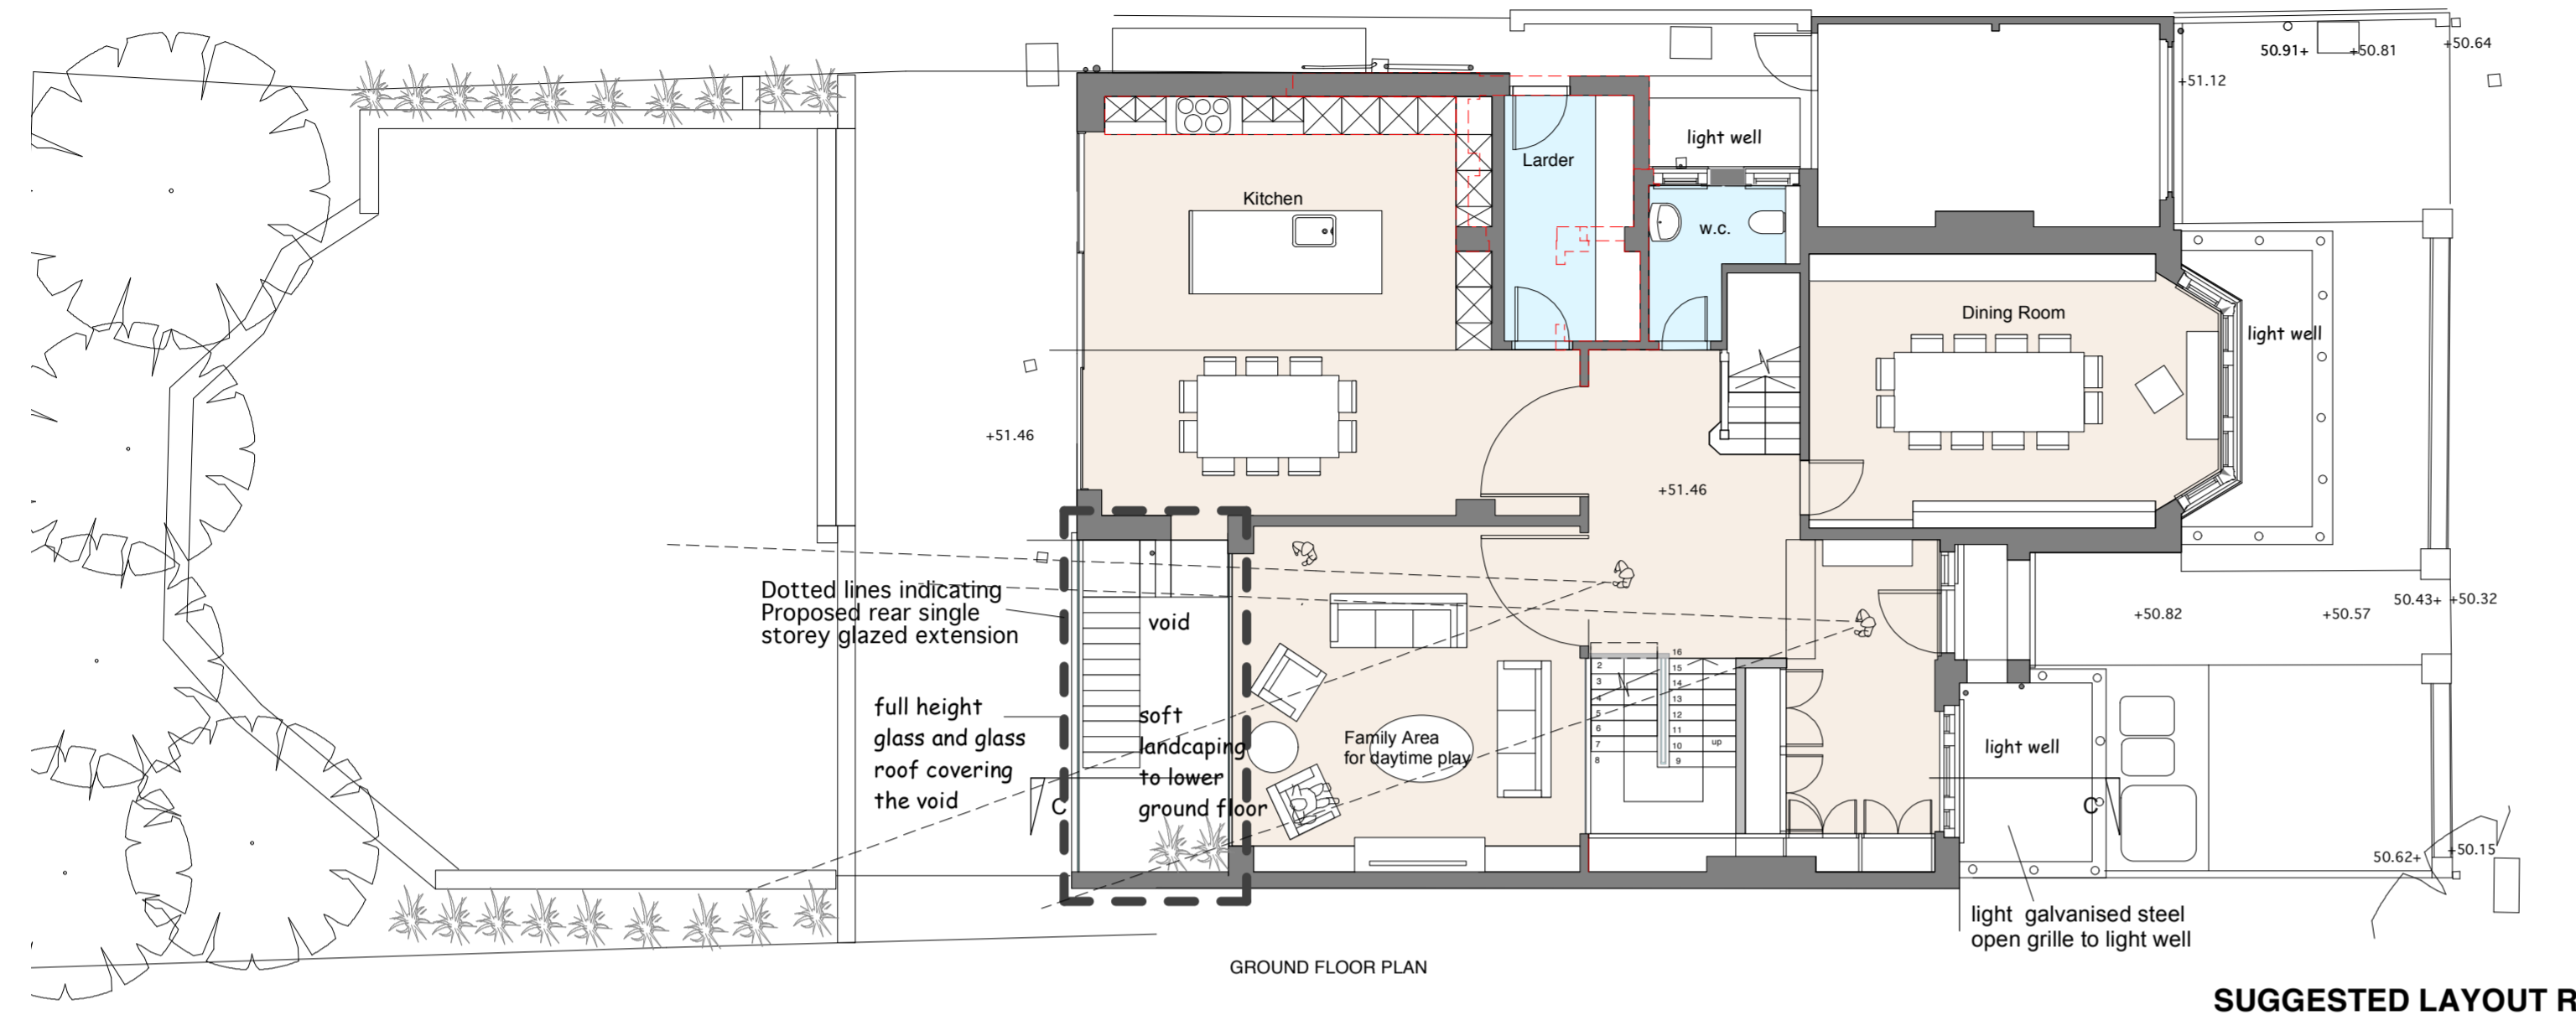 50.91+
+50.81
+50.64
+51.12
light well
Larder
Kitchen
w.c.
Dining Room
light well
+51.46
+51.46
Dotted lines indicating
Proposed rear single
storey glazed extension
void
+50.82
+50.57
50.43+
+50.32
16
2
15
3
14
4
13
5
12
6
11
7
10
up
8
9
full height
glass and glass
roof covering
the void
soft
landcaping
to lower
ground floor
Family Area
for daytime play
light well
C
C
50.62+
+50.15
light galvanised steel
open grille to light well
GROUND FLOOR PLAN
SUGGESTED LAYOUT R